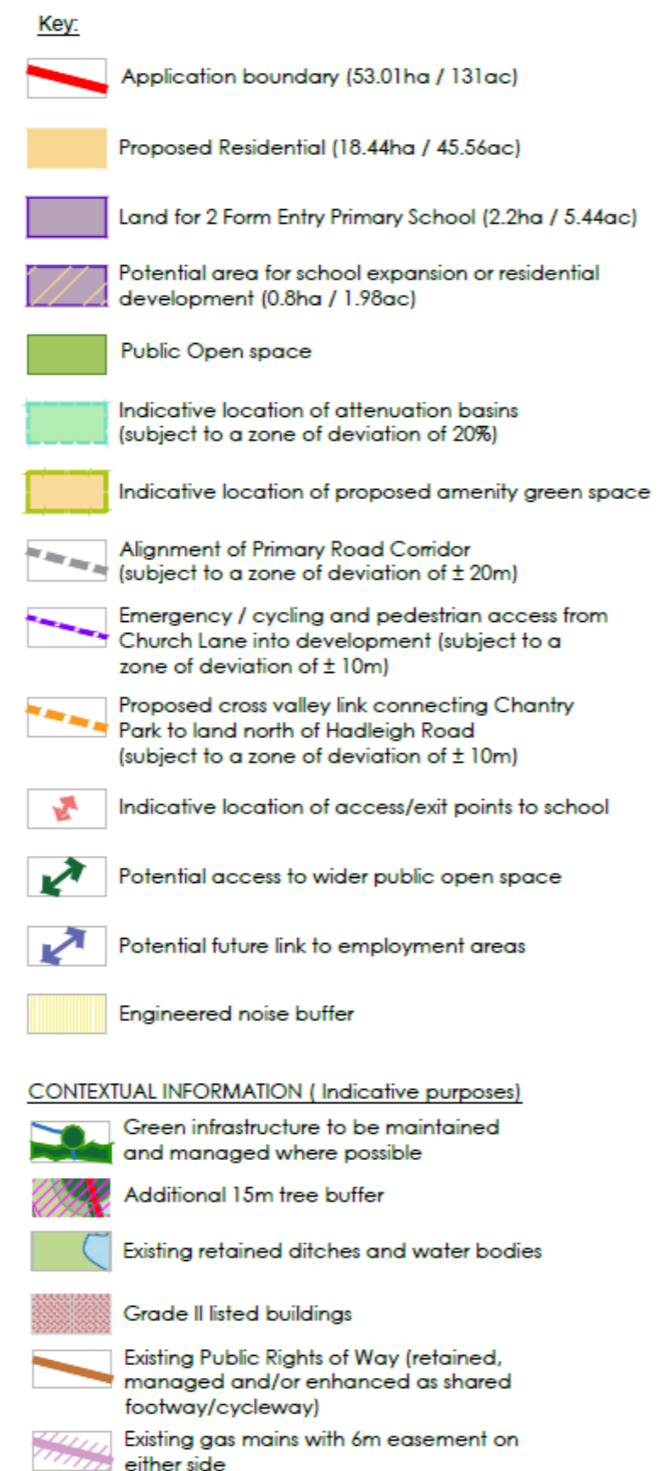 Key:
Application boundary (53.01ha / 131ac)
Proposed Residential (18.44ha / 45.56ac)
Land for 2 Form Entry Primary School (2.2ha / 5.44ac)
Potential area for school expansion or residential
development (0.8ha / 1.98ac)
Public Open space
Indicative location of attenuation basins
(subject to a zone of deviation of 20%)
Indicative location of proposed amenity green space
Alignment of Primary Road Corridor
(subject to a zone of deviation of ± 20m)
Emergency / cycling and pedestrian access from
Church Lane into development (subject to a
zone of deviation of ± 10m)
Proposed cross valley link connecting Chantry
Park to land north of Hadleigh Road
(subject to a zone of deviation of ± 10m)
Indicative location of access/exit points to school
Potential access to wider public open space
Potential future link to employment areas
Engineered noise buffer
CONTEXTUAL INFORMATION ( Indicative purposes)
Green infrastructure to be maintained
and managed where possible
Additional 15m tree buffer
Existing retained ditches and water bodies
Grade II listed buildings
Existing Public Rights of Way (retained,
managed and/or enhanced as shared
footway/cycleway)
Existing gas mains with 6m easement on
either side